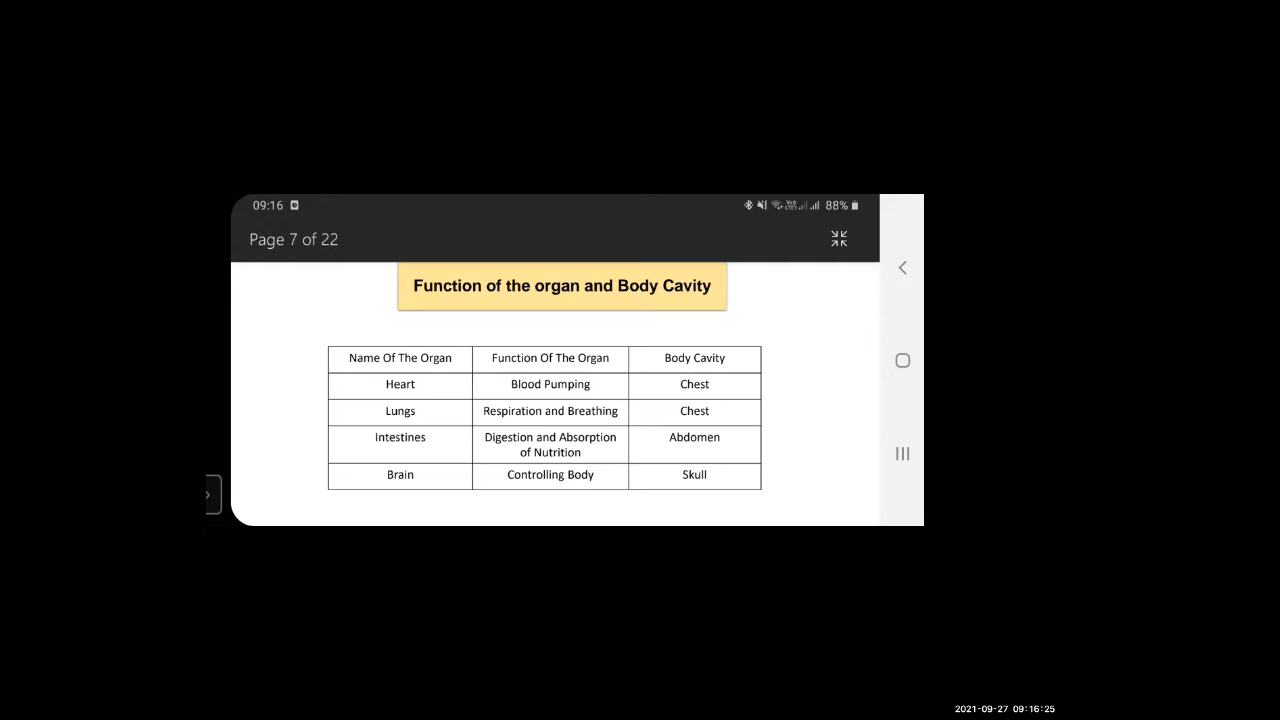 09:16 88%
Page 7 of 22
Function of the organ and Body Cavity
Name Of The Organ Function Of The Organ Body Cavity
Heart Blood Pumping Chest
Lungs Respiration and Breathing Chest
Intestines Digestion and Absorption Abdomen
of Nutrition
Brain Controlling Body Skull
2021-09-27 09:16:25